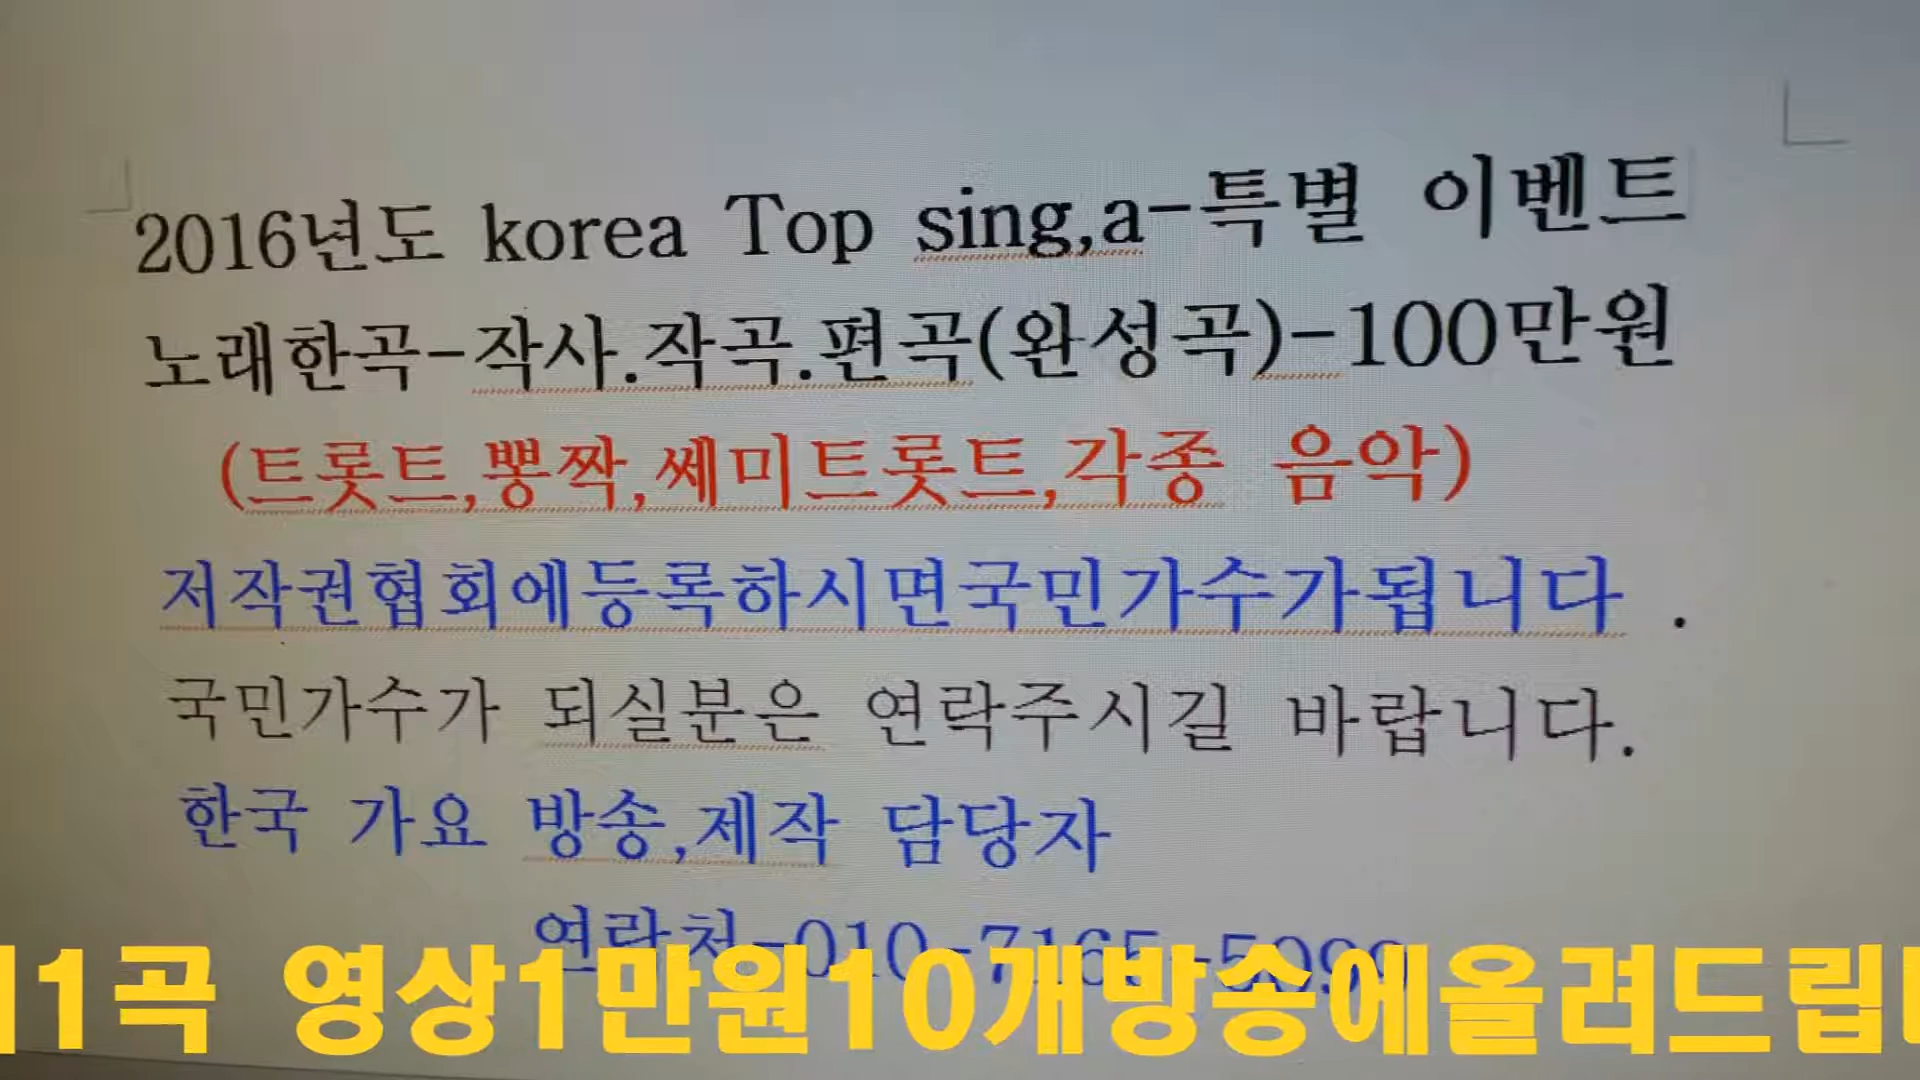 2016년도 korea Top sing,a-특별 이벤트
노래한곡-작사.작곡.편곡(완성곡)-100만원
(트롯트,뽕짝,쎄미트롯트,각종 음악)
저작권협회에등록하시면국민가수가됩니다 .
국민가수가 되실분은 연락주시길 바랍니다.
한국 가요 방송,제작 담당자
연락처-010-7165-5099
1곡 영상1만원10개방송에올려드립